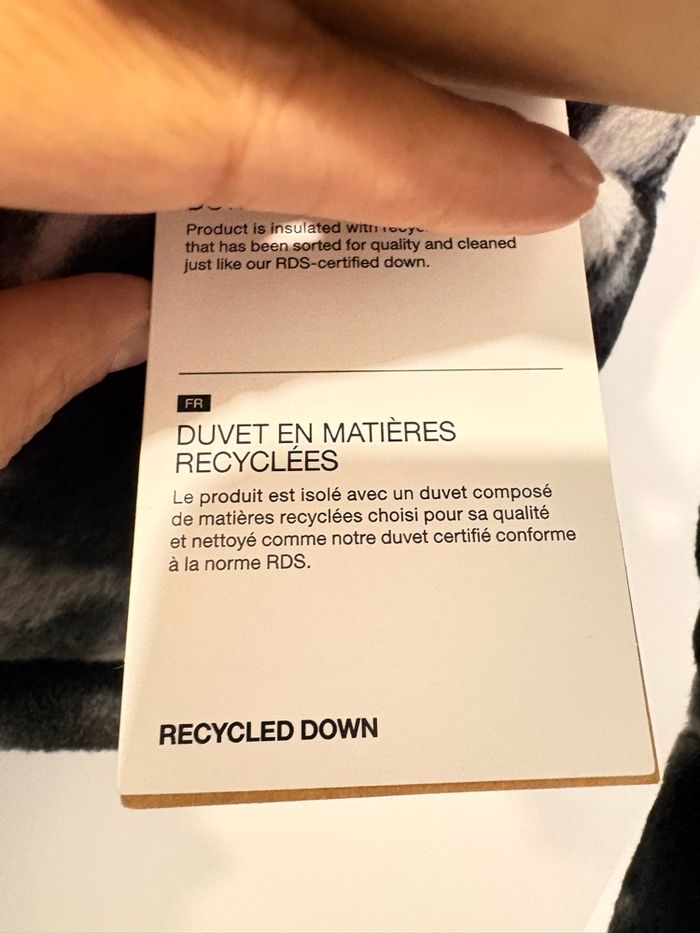 Product is insulated with
that has been sorted for quality and cleaned
just like our RDS-certified down.
FR
DUVET EN MATIÈRES
RECYCLÉES
Le produit est isolé avec un duvet composé
de matières recyclées choisi pour sa qualité
et nettoyé comme notre duvet certifié conforme
à la norme RDS.
RECYCLED DOWN